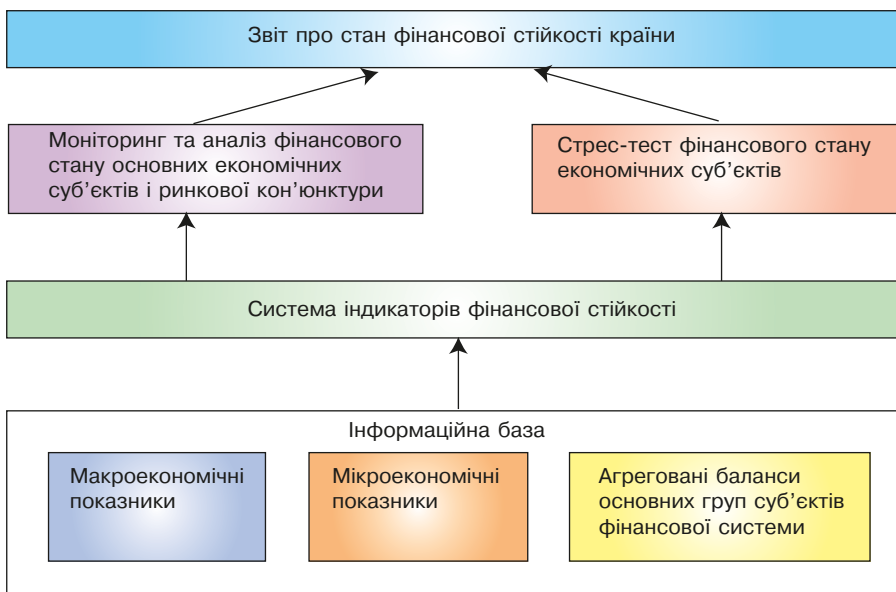 Звіт про стан фінансової стійкості країни
Моніторинг та аналіз фінансового
стану основних економічних
суб’єктів і ринкової кон’юнктури
Стрес-тест фінансового стану
економічних суб’єктів
Система індикаторів фінансової стійкості
Інформаційна база
Макроекономічні
показники
Мікроекономічні
показники
Агреговані баланси
основних груп суб’єктів
фінансової системи